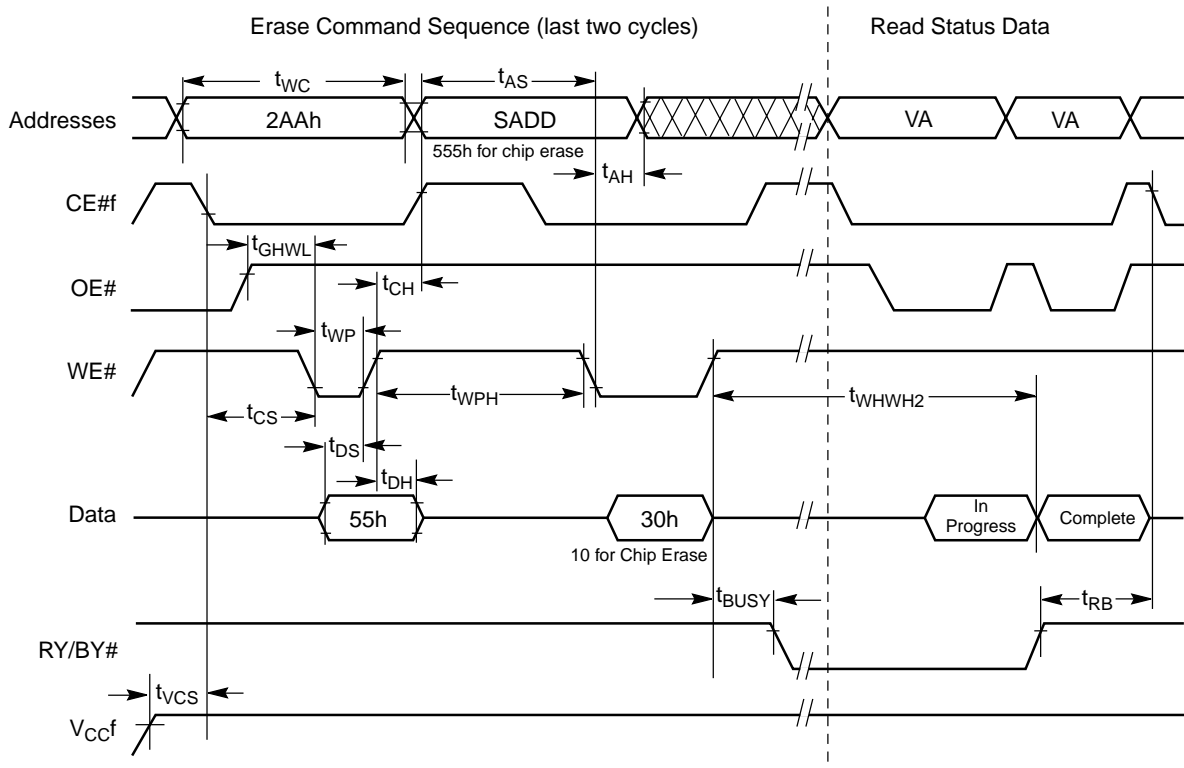 Erase Command Sequence (last two cycles)
Read Status Data
tWC
tAS
Addresses
2AAh
SADD
VA
VA
555h for chip erase
tAH
CE#f
tGHWL
OE#
tCH
tWP
WE#
tWPH
tWHWH2
tCS
tDS
tDH
Data
55h
30h
In
Progress
Complete
10 for Chip Erase
tBUSY
tRB
RY/BY#
tVCS
VCCf